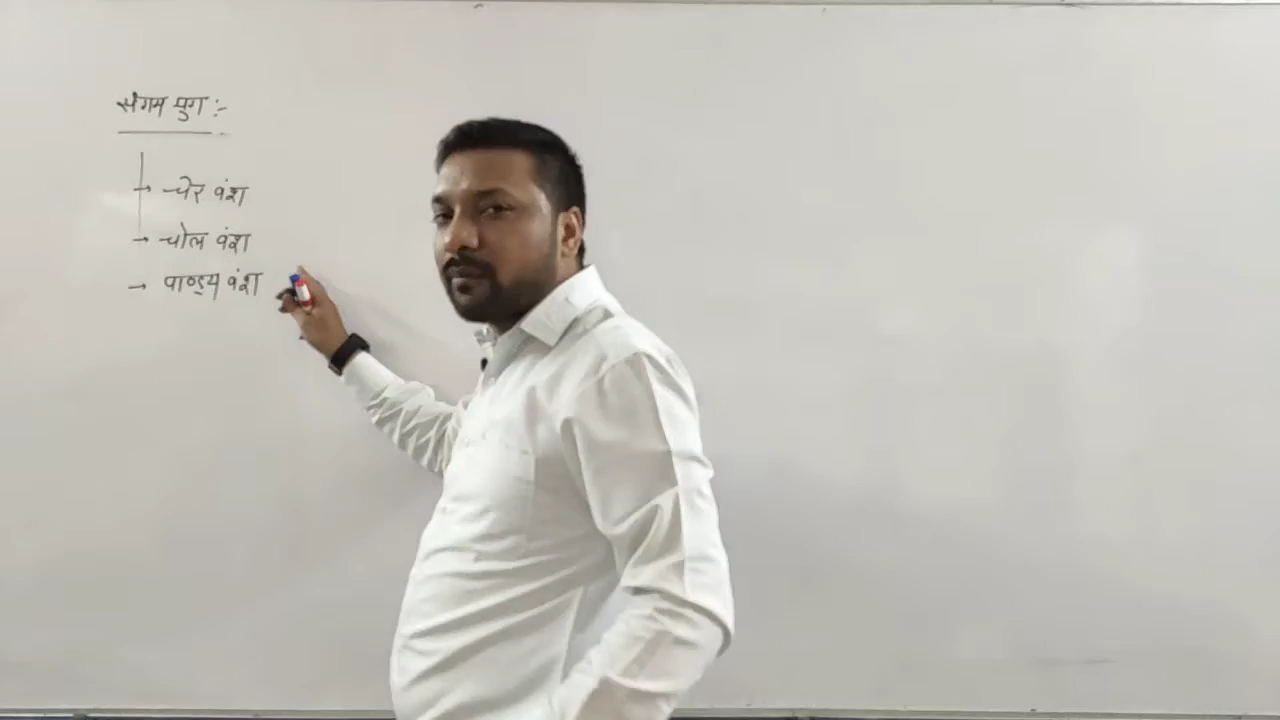 संगम युग :-
→ चेर वंश
→ चोल वंश
→ पाण्ड्य वंश